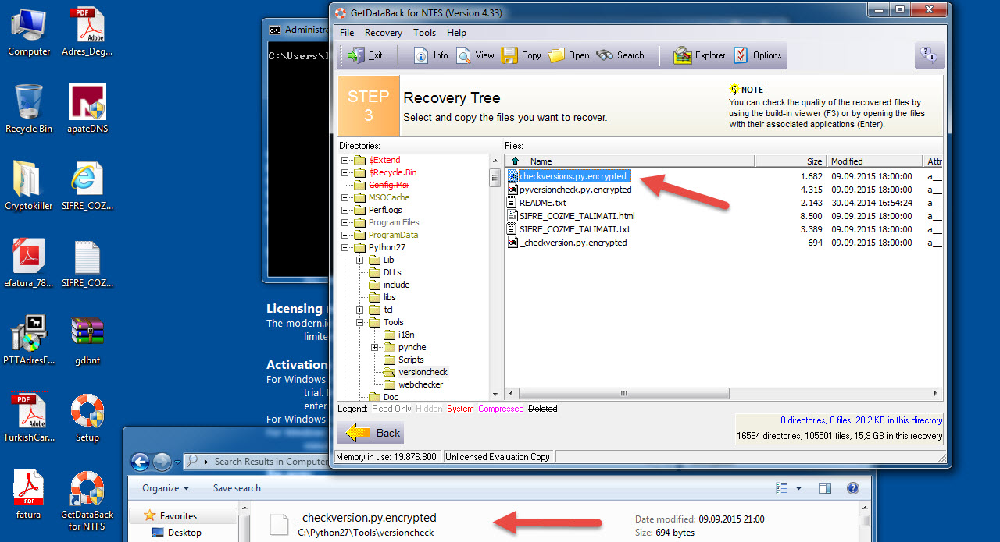 Computer
Adres_Deg...
Recycle Bin
apateDNS
Cryptokiller
SIFRE_COZ...
efatura_78...
SIFRE_COZ...
PTTAdresF...
gdbnt
TurkishCar...
Setup
fatura
GetDataBack
for NTFS
Administra
C:\Users\
Licensing
The modern.i
limite
Activation
For Windows
trial.
enter
For Windows
GetDataBack for NTFS (Version 4.33)
File Recovery Tools Help
Exit Info View Copy Open Search Explorer Options
STEP
3
Recovery Tree
Select and copy the files you want to recover.
NOTE
You can check the quality of the recovered files by
using the build-in viewer (F3) or by opening the files
with their associated applications (Enter).
Directories:
$Extend
$Recycle.Bin
Config.Msi
MSOCache
PerfLogs
Program Files
ProgramData
Python27
Lib
DLLs
include
libs
tcl
Tools
i18n
pynche
Scripts
versioncheck
webchecker
Doc
Files:
Name Size Modified Attr
checkversions.py.encrypted 1.682 09.09.2015 18:00:00 a__
pyversioncheck.py.encrypted 4.315 09.09.2015 18:00:00 a__
README.txt 2.143 30.04.2014 16:54:24 a__
SIFRE_COZME_TALIMATI.html 8.500 09.09.2015 18:00:00 a__
SIFRE_COZME_TALIMATI.txt 3.389 09.09.2015 18:00:00 a__
_checkversion.py.encrypted 694 09.09.2015 18:00:00 a__
Legend: Read-Only Hidden System Compressed Deleted
0 directories, 6 files, 20,2 KB in this directory
Back
16594 directories, 105501 files, 15,9 GB in this recovery
Memory in use: 19.876.800 Unlicensed Evaluation Copy
Search Results in Computer
Organize Save search
Favorites
Desktop
_checkversion.py.encrypted
C:\Python27\Tools\versioncheck
Date modified: 09.09.2015 21:00
Size: 694 bytes